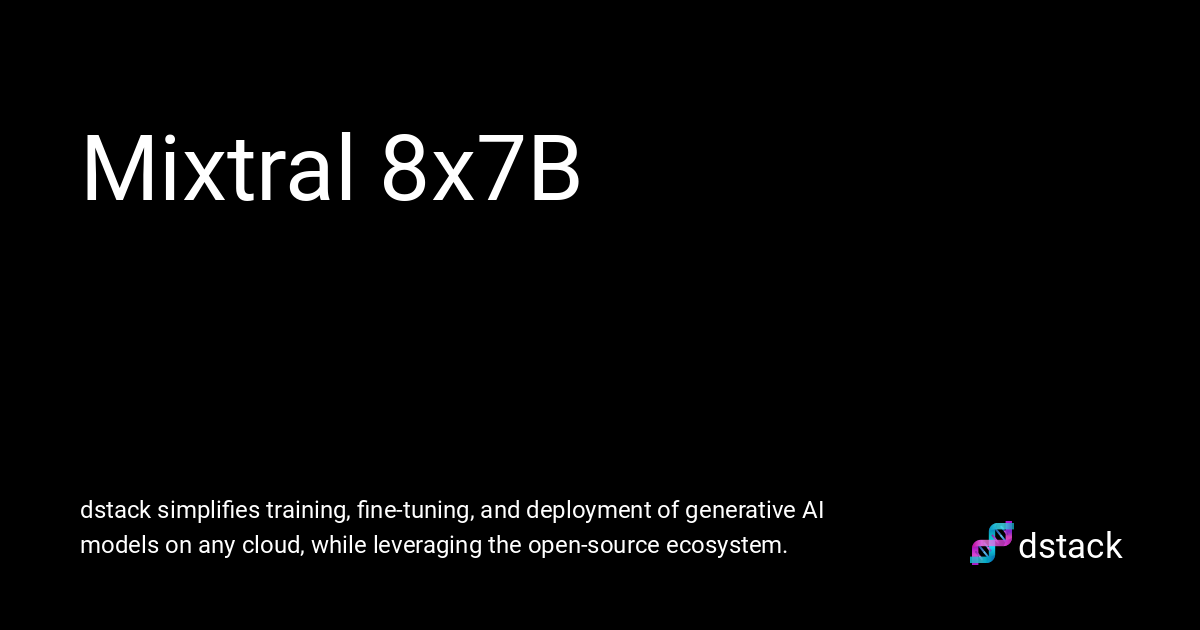 Mixtral 8x7B
dstack simplifies training, fine-tuning, and deployment of generative AI
models on any cloud, while leveraging the open-source ecosystem.
dstack